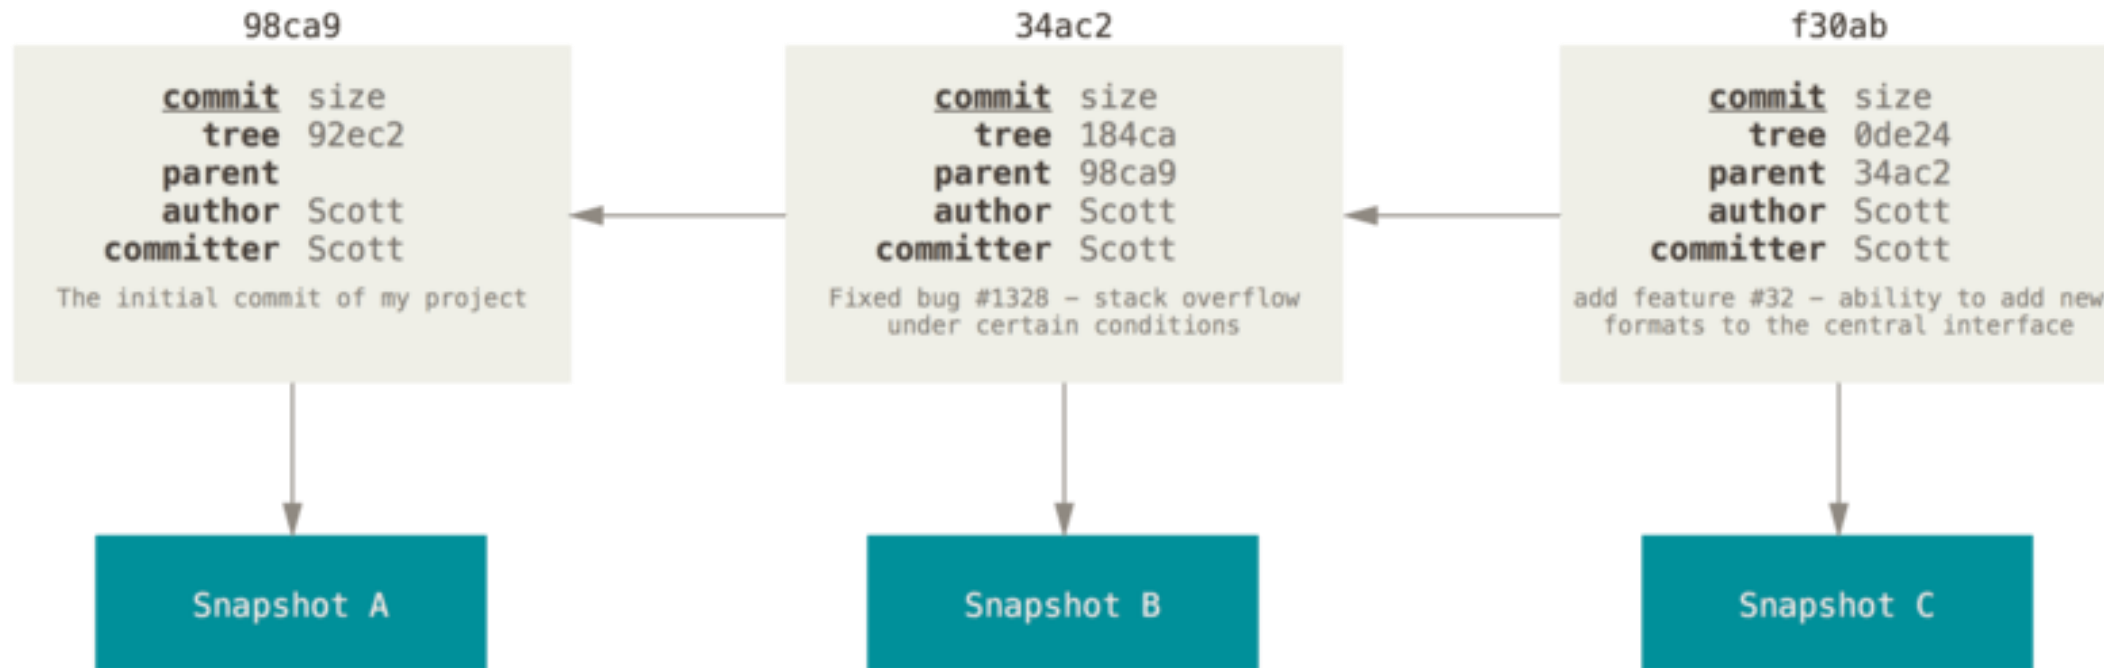 98ca9
commit size
tree 92ec2
parent
author Scott
committer Scott
The initial commit of my project
Snapshot A
34ac2
commit size
tree 184ca
parent 98ca9
author Scott
committer Scott
Fixed bug #1328 – stack overflow
under certain conditions
Snapshot B
f30ab
commit size
tree 0de24
parent 34ac2
author Scott
committer Scott
add feature #32 – ability to add new
formats to the central interface
Snapshot C